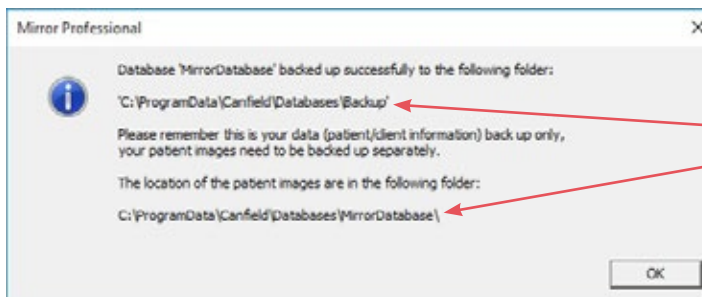 Mirror Professional
Database 'MirrorDatabase' backed up successfully to the following folder:
'C:\ProgramData\Canfield\Databases\Backup'
Please remember this is your data (patient/client information) back up only,
your patient images need to be backed up separately.
The location of the patient images are in the following folder:
C:\ProgramData\Canfield\Databases\MirrorDatabase\
OK